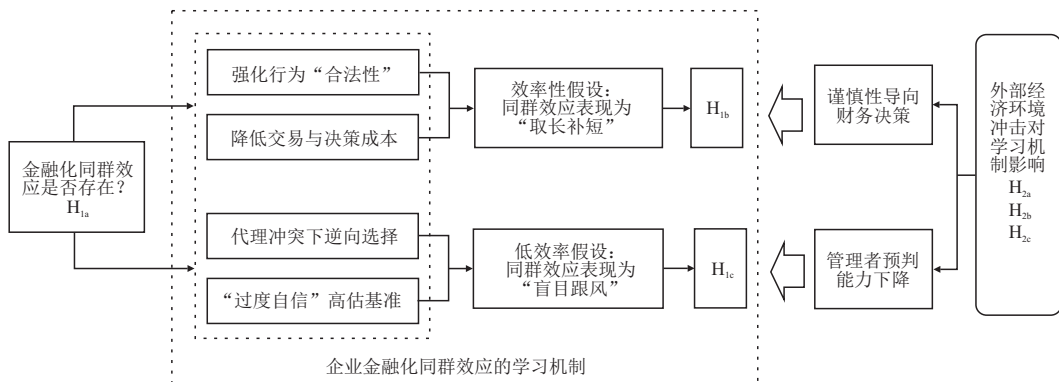 金融化同群效
应是否存在？
H1a
强化行为“合法性”
降低交易与决策成本
代理冲突下逆向选择
“过度自信”高估基准
效率性假设：
同群效应表现为
“取长补短”
H1b
低效率假设：
同群效应表现为
“盲目跟风”
H1c
企业金融化同群效应的学习机制
谨慎性导向
财务决策
管理者预判
能力下降
外部经
济环境
冲击对
学习机
制影响
H2a
H2b
H2c